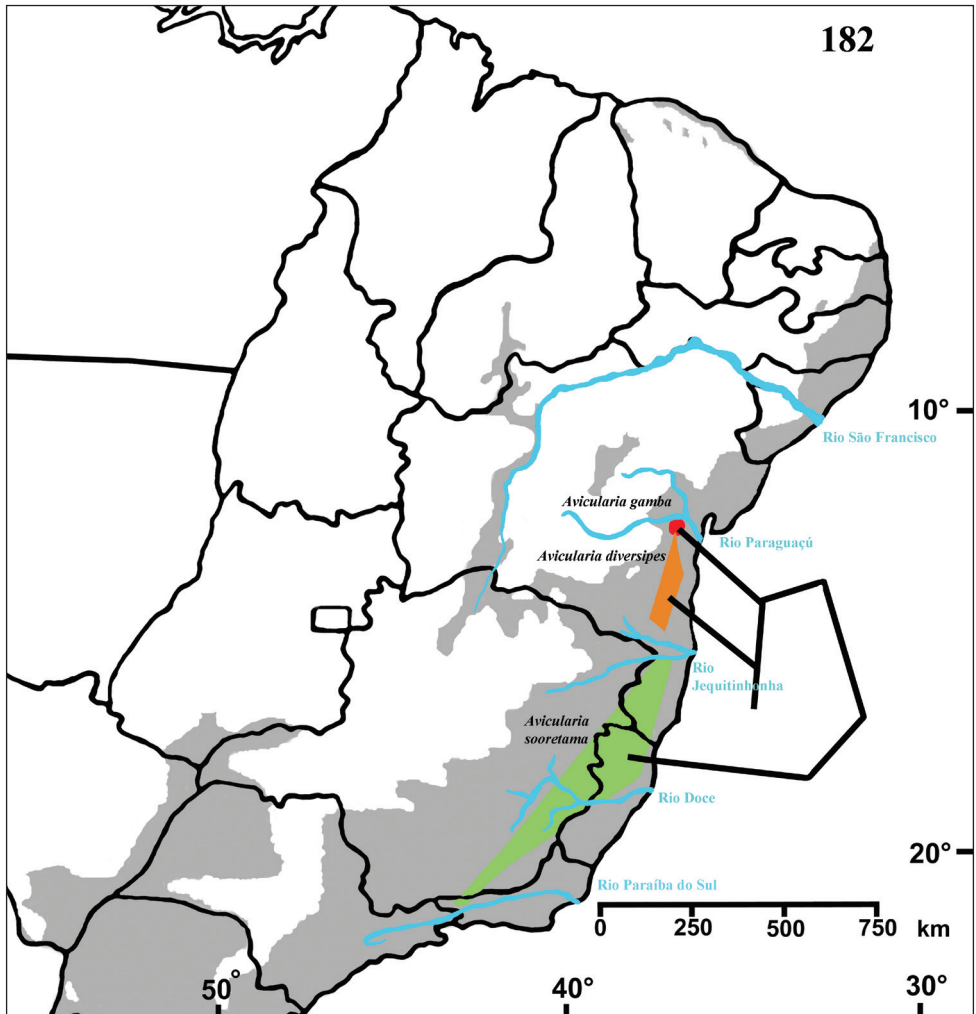 182
10°
Rio São Francisco
Avicularia gamba
Rio Paraguaçú
Avicularia diversipes
Rio
Jequitinhonha
Avicularia
sooretama
Rio Doce
20°
Rio Paraíba do Sul
0 250 500 750 km
50° 40° 30°